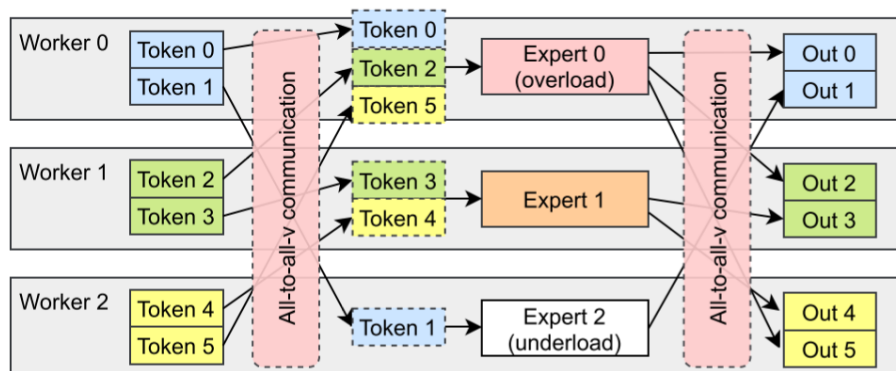 Worker 0
Token 0
Token 1
All-to-all-v communication
Token 0
Token 2
Token 5
Expert 0
(overload)
All-to-all-v communication
Out 0
Out 1
Worker 1
Token 2
Token 3
Token 3
Token 4
Expert 1
Out 2
Out 3
Worker 2
Token 4
Token 5
Token 1
Expert 2
(underload)
Out 4
Out 5